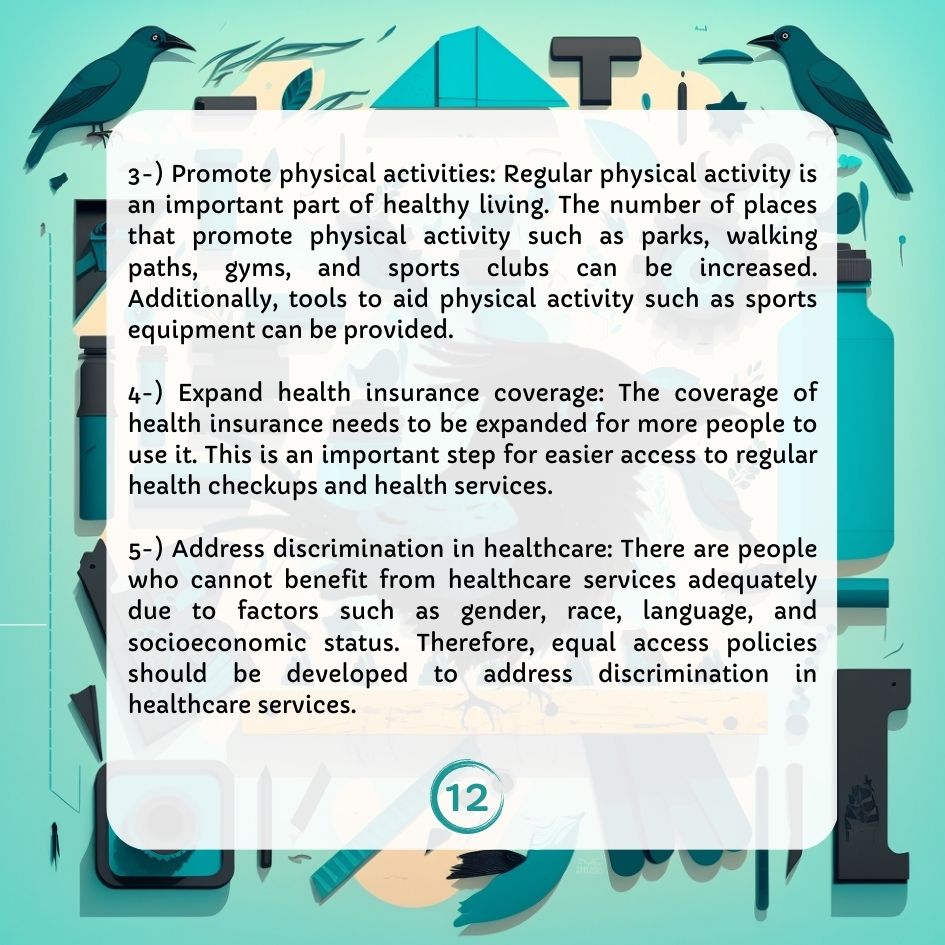 3-) Promote physical activities: Regular physical activity is
an important part of healthy living. The number of places
that promote physical activity such as parks, walking
paths, gyms, and sports clubs can be increased.
Additionally, tools to aid physical activity such as sports
equipment can be provided.
4-) Expand health insurance coverage: The coverage of
health insurance needs to be expanded for more people to
use it. This is an important step for easier access to regular
health checkups and health services.
5-) Address discrimination in healthcare: There are people
who cannot benefit from healthcare services adequately
due to factors such as gender, race, language, and
socioeconomic status. Therefore, equal access policies
should be developed to address discrimination in
healthcare services.
12